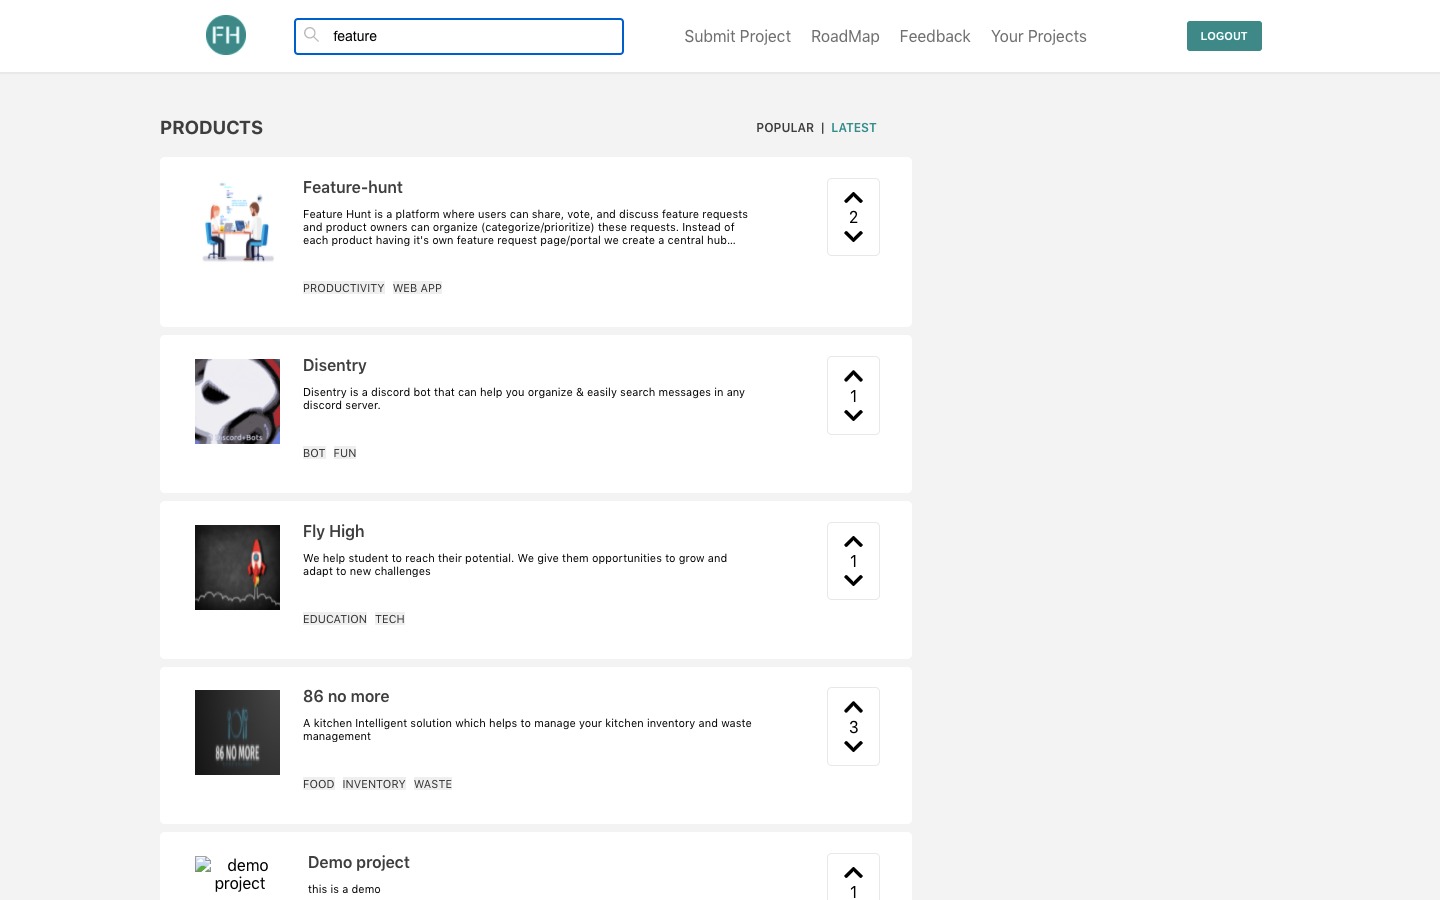 FH
feature
Submit Project RoadMap Feedback Your Projects
LOGOUT
PRODUCTS
POPULAR | LATEST
Feature-hunt
Feature Hunt is a platform where users can share, vote, and discuss feature requests
and product owners can organize (categorize/prioritize) these requests. Instead of
each product having it's own feature request page/portal we create a central hub...
PRODUCTIVITY WEB APP
2
Disentry
Disentry is a discord bot that can help you organize & easily search messages in any
discord server.
BOT FUN
1
Fly High
We help student to reach their potential. We give them opportunities to grow and
adapt to new challenges
EDUCATION TECH
1
86 NO MORE
86 no more
A kitchen Intelligent solution which helps to manage your kitchen inventory and waste
management
FOOD INVENTORY WASTE
3
demo
project
Demo project
this is a demo
1